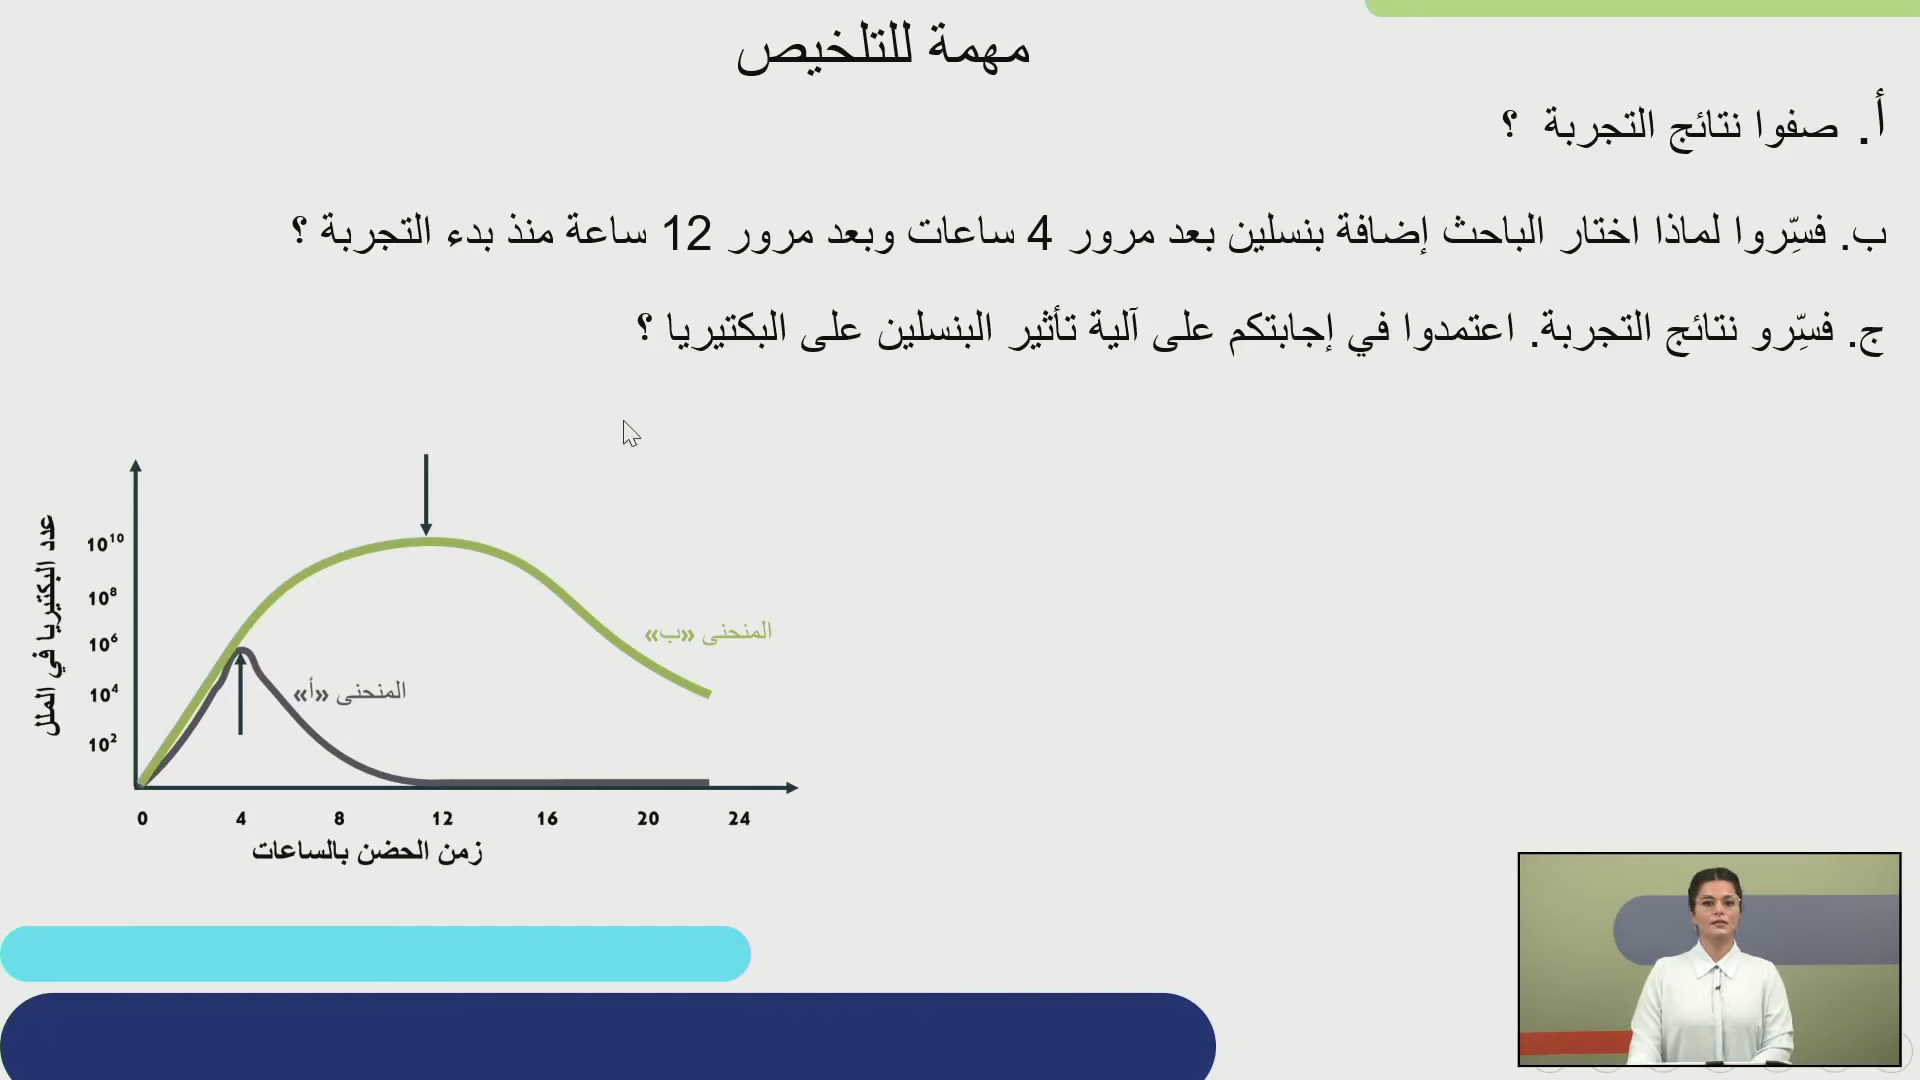 مهمة للتلخيص
أ. صفوا نتائج التجربة ؟
ب. فسِّروا لماذا اختار الباحث إضافة بنسلين بعد مرور 4 ساعات وبعد مرور 12 ساعة منذ بدء التجربة ؟
ج. فسِّرو نتائج التجربة. اعتمدوا في إجابتكم على آلية تأثير البنسلين على البكتيريا ؟
عدد البكتيريا في الملل
10¹⁰
10⁸
10⁶
10⁴
10²
المنحنى «ب»
المنحنى «أ»
0 4 8 12 16 20 24
زمن الحضن بالساعات